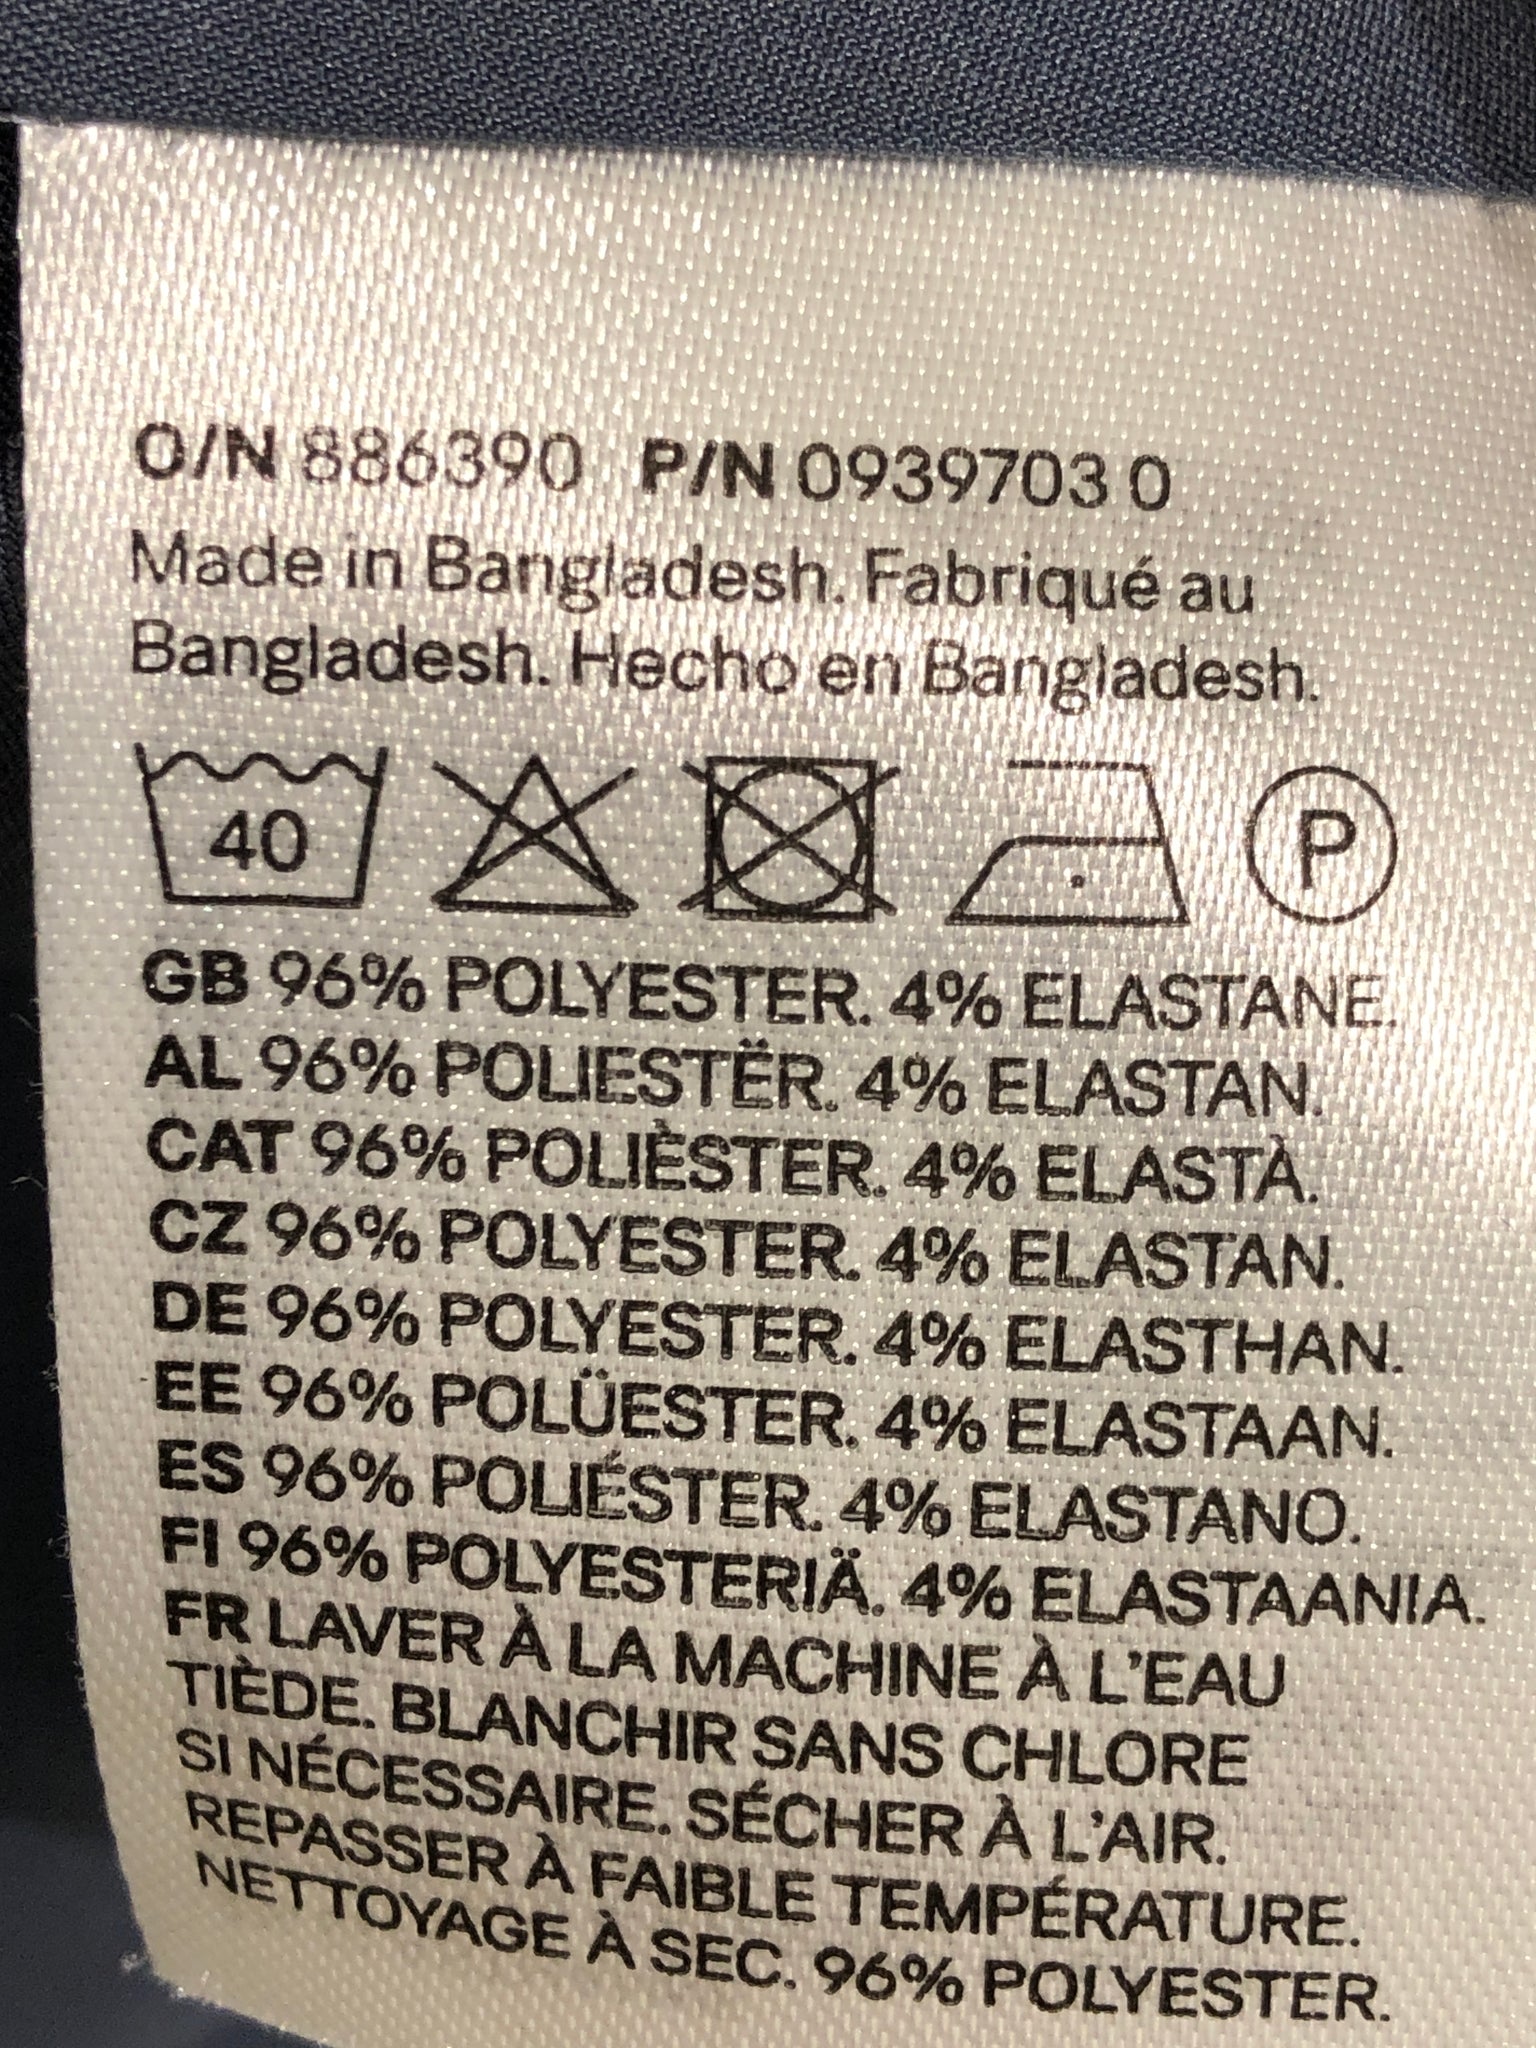 O/N 886390 P/N 0939703 0
Made in Bangladesh. Fabriqué au
Bangladesh. Hecho en Bangladesh.
40 P
GB 96% POLYESTER. 4% ELASTANE.
AL 96% POLIESTËR. 4% ELASTAN.
CAT 96% POLIÈSTER. 4% ELASTÀ.
CZ 96% POLYESTER. 4% ELASTAN.
DE 96% POLYESTER. 4% ELASTHAN.
EE 96% POLÜESTER. 4% ELASTAAN.
ES 96% POLIÉSTER. 4% ELASTANO.
FI 96% POLYESTERIÄ. 4% ELASTAANIA.
FR LAVER À LA MACHINE À L'EAU
TIÈDE. BLANCHIR SANS CHLORE
SI NÉCESSAIRE. SÉCHER À L'AIR.
REPASSER À FAIBLE TEMPÉRATURE.
NETTOYAGE À SEC. 96% POLYESTER.